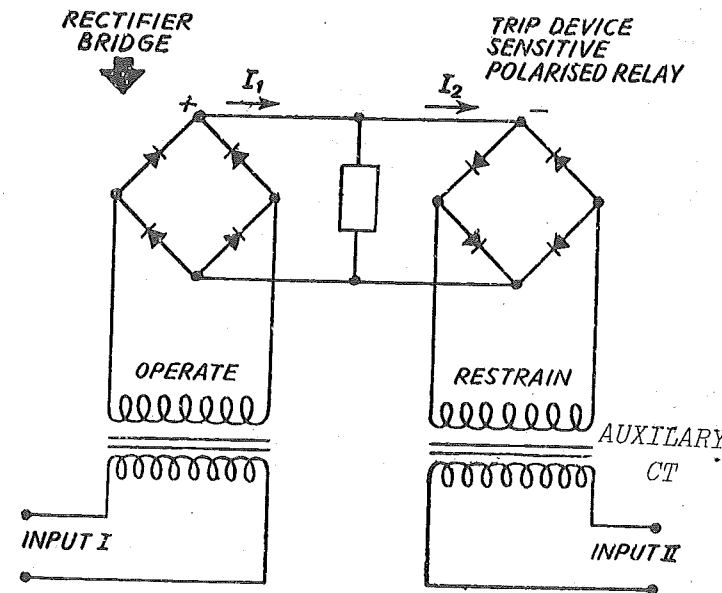 RECTIFIER
BRIDGE
TRIP DEVICE
SENSITIVE
POLARISED RELAY
+
I₁
I₂
-
OPERATE
RESTRAIN
AUXILARY
CT
INPUT I
INPUT II